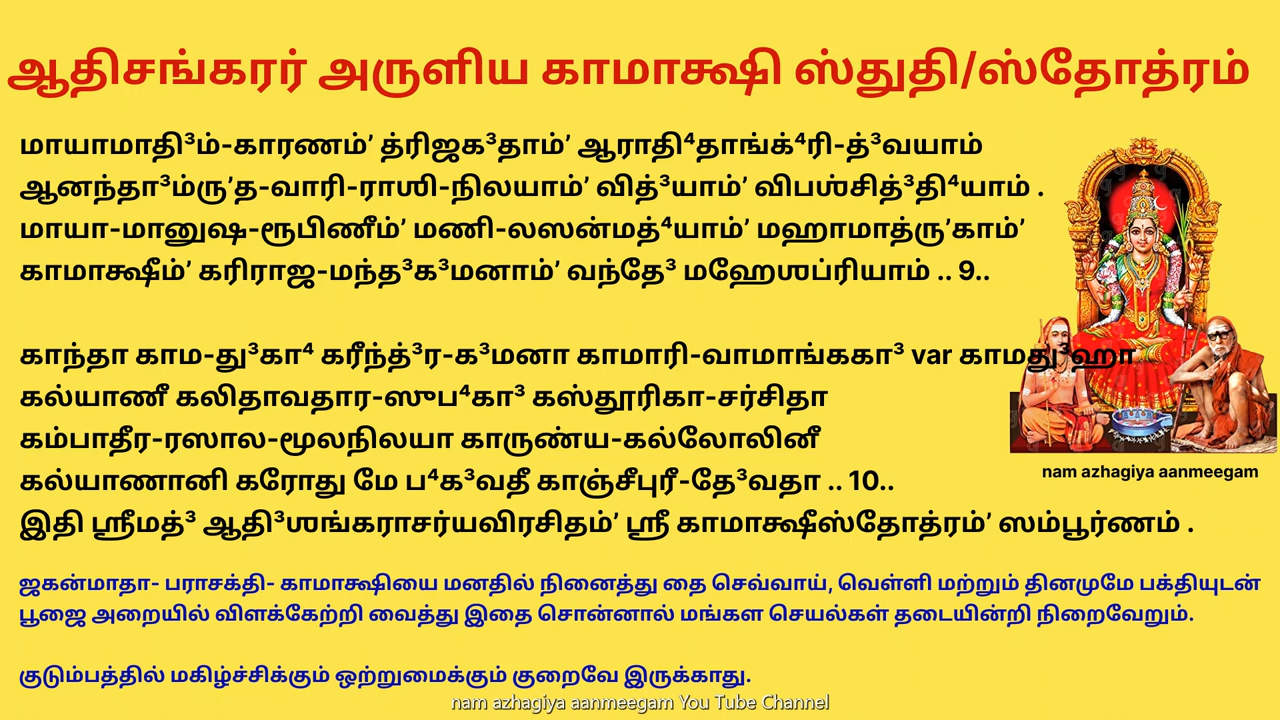 ஆதிசங்கரர் அருளிய காமாக்ஷி ஸ்துதி/ஸ்தோத்ரம்
மாயாமாதி³ம்-காரணம்ʼ த்ரிஜக³தாம்ʼ ஆராதி⁴தாங்க்⁴ரி-த்³வயாம்
ஆனந்தா³ம்ருʼத-வாரி-ராஶி-நிலயாம்ʼ வித்³யாம்ʼ விபஶ்சித்³தி⁴யாம் .
மாயா-மானுஷ-ரூபிணீம்ʼ மணி-லஸன்மத்⁴யாம்ʼ மஹாமாத்ருʼகாம்ʼ
காமாக்ஷீம்ʼ கரிராஜ-மந்த³க³மனாம்ʼ வந்தே³ மஹேஶப்ரியாம் .. 9..
காந்தா காம-து³கா⁴ கரீந்த்³ர-க³மனா காமாரி-வாமாங்ககா³ var காமது³ஹா
கல்யாணீ கலிதாவதார-ஸுப⁴கா³ கஸ்தூரிகா-சர்சிதா
கம்பாதீர-ரஸால-மூலநிலயா காருண்ய-கல்லோலினீ
கல்யாணானி கரோது மே ப⁴க³வதீ காஞ்சீபுரீ-தே³வதா .. 10..
இதி ஶ்ரீமத்³ ஆதி³ஶங்கராசர்யவிரசிதம்ʼ ஶ்ரீ காமாக்ஷீஸ்தோத்ரம்ʼ ஸம்பூர்ணம் .
nam azhagiya aanmeegam
ஜகன்மாதா- பராசக்தி- காமாக்ஷியை மனதில் நினைத்து தை செவ்வாய், வெள்ளி மற்றும் தினமுமே பக்தியுடன்
பூஜை அறையில் விளக்கேற்றி வைத்து இதை சொன்னால் மங்கள செயல்கள் தடையின்றி நிறைவேறும்.
குடும்பத்தில் மகிழ்ச்சிக்கும் ஒற்றுமைக்கும் குறைவே இருக்காது.
nam azhagiya aanmeegam You Tube Channel